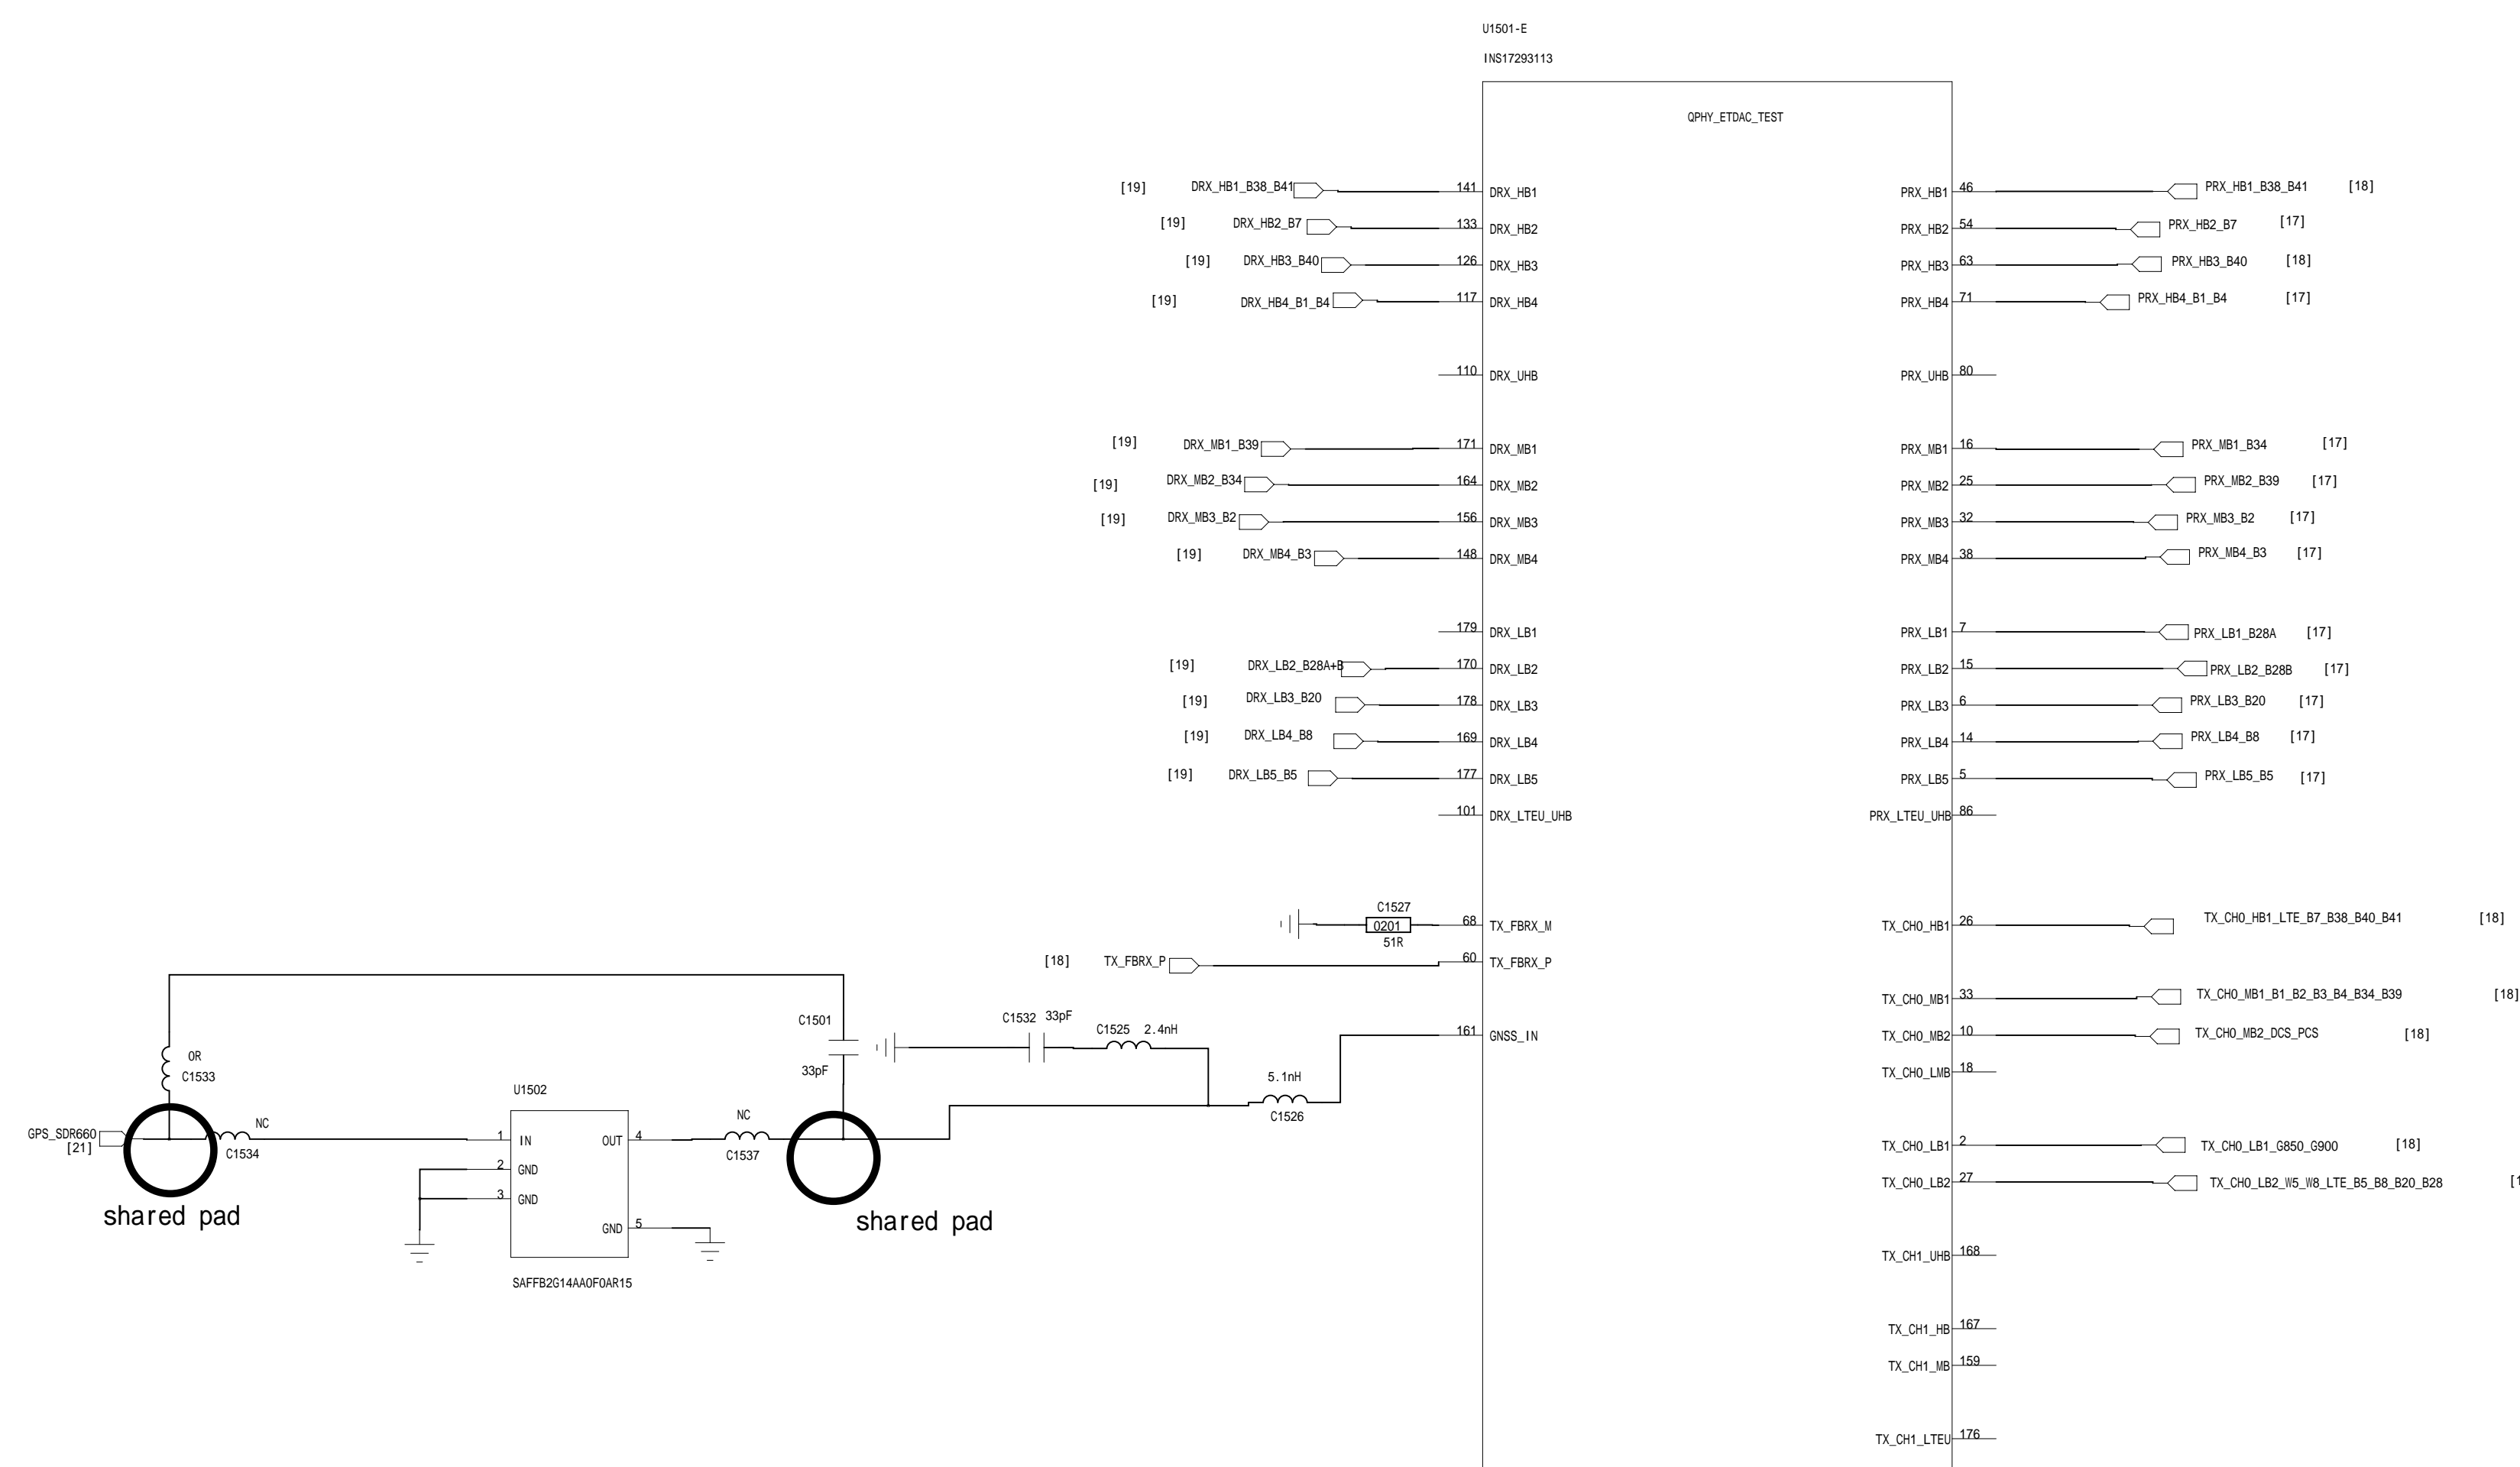 U1501-E
INS17293113
QPHY_ETDAC_TEST
[19] DRX_HB1_B38_B41 141 DRX_HB1
PRX_HB1 46 PRX_HB1_B38_B41 [18]
[19] DRX_HB2_B7 133 DRX_HB2
PRX_HB2 54 PRX_HB2_B7 [17]
[19] DRX_HB3_B40 126 DRX_HB3
PRX_HB3 63 PRX_HB3_B40 [18]
[19] DRX_HB4_B1_B4 117 DRX_HB4
PRX_HB4 71 PRX_HB4_B1_B4 [17]
110 DRX_UHB
PRX_UHB 80
[19] DRX_MB1_B39 171 DRX_MB1
PRX_MB1 16 PRX_MB1_B34 [17]
[19] DRX_MB2_B34 164 DRX_MB2
PRX_MB2 25 PRX_MB2_B39 [17]
[19] DRX_MB3_B2 156 DRX_MB3
PRX_MB3 32 PRX_MB3_B2 [17]
[19] DRX_MB4_B3 148 DRX_MB4
PRX_MB4 38 PRX_MB4_B3 [17]
179 DRX_LB1
PRX_LB1 7 PRX_LB1_B28A [17]
[19] DRX_LB2_B28A+B 170 DRX_LB2
PRX_LB2 15 PRX_LB2_B28B [17]
[19] DRX_LB3_B20 178 DRX_LB3
PRX_LB3 6 PRX_LB3_B20 [17]
[19] DRX_LB4_B8 169 DRX_LB4
PRX_LB4 14 PRX_LB4_B8 [17]
[19] DRX_LB5_B5 177 DRX_LB5
PRX_LB5 5 PRX_LB5_B5 [17]
101 DRX_LTEU_UHB
PRX_LTEU_UHB 86
C1527
0201
51R
68 TX_FBRX_M
TX_CH0_HB1 26 TX_CH0_HB1_LTE_B7_B38_B40_B41 [18]
[18] TX_FBRX_P 60 TX_FBRX_P
TX_CH0_MB1 33 TX_CH0_MB1_B1_B2_B3_B4_B34_B39 [18]
C1501
33pF
C1532 33pF
C1525 2.4nH
161 GNSS_IN
TX_CH0_MB2 10 TX_CH0_MB2_DCS_PCS [18]
0R
C1533
TX_CH0_LMB 18
5.1nH
C1526
U1502
GPS_SDR660
[21]
NC
C1534
1 IN
OUT 4
2 GND
3 GND
GND 5
NC
C1537
SAFFB2G14AA0F0AR15
shared pad
shared pad
TX_CH0_LB1 2 TX_CH0_LB1_G850_G900 [18]
TX_CH0_LB2 27 TX_CH0_LB2_W5_W8_LTE_B5_B8_B20_B28
TX_CH1_UHB 168
TX_CH1_HB 167
TX_CH1_MB 159
TX_CH1_LTEU 176